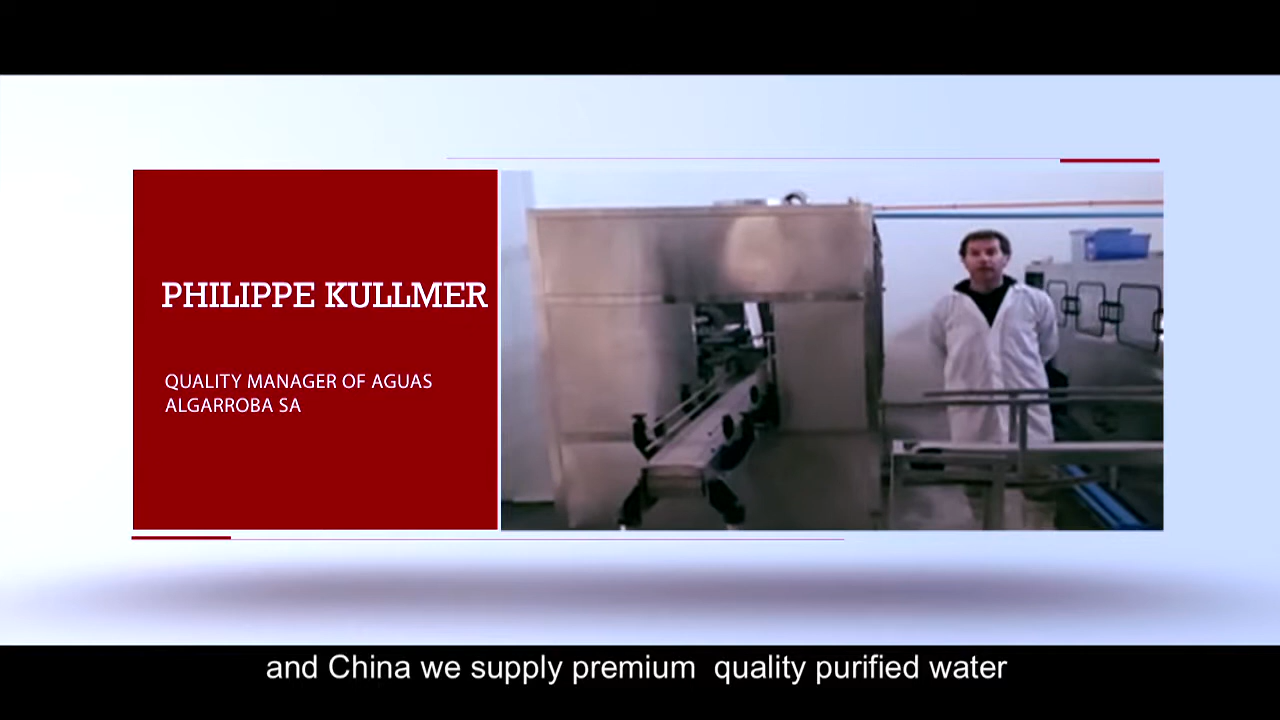 PHILIPPE KULLMER
QUALITY MANAGER OF AGUAS
ALGARROBA SA
and China we supply premium  quality purified water